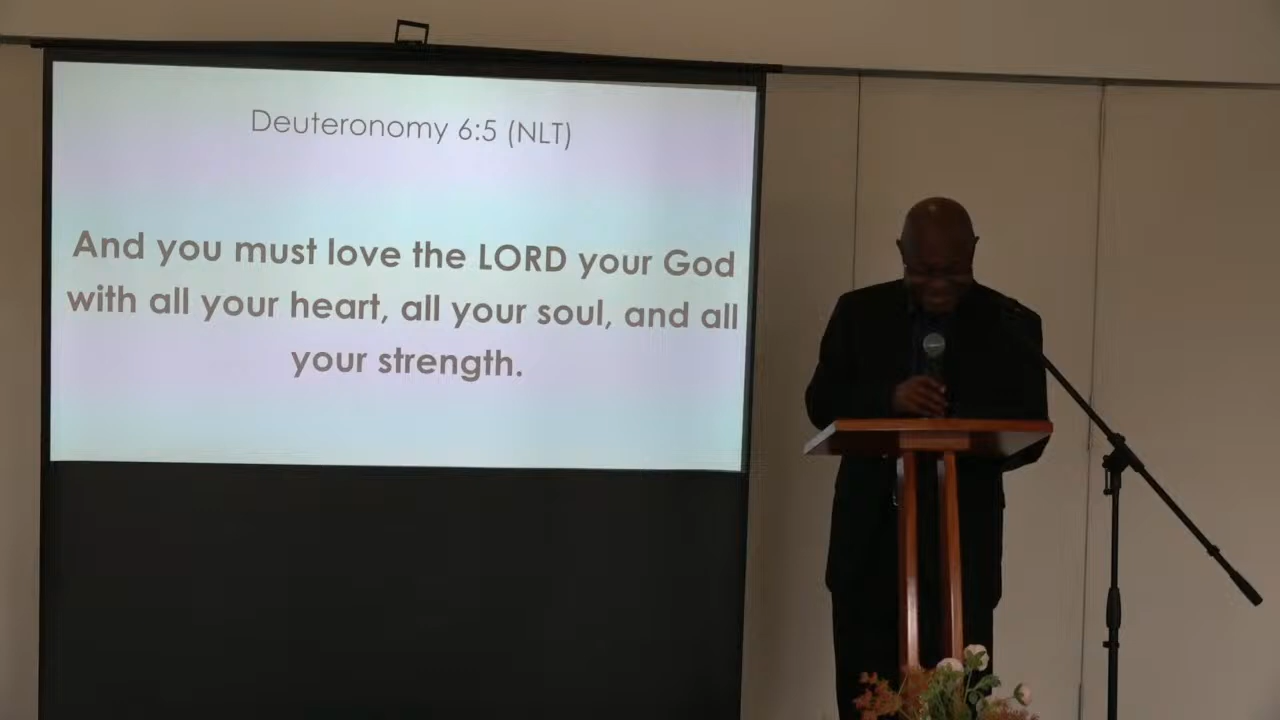 Deuteronomy 6:5 (NLT)
And you must love the LORD your God
with all your heart, all your soul, and all
your strength.